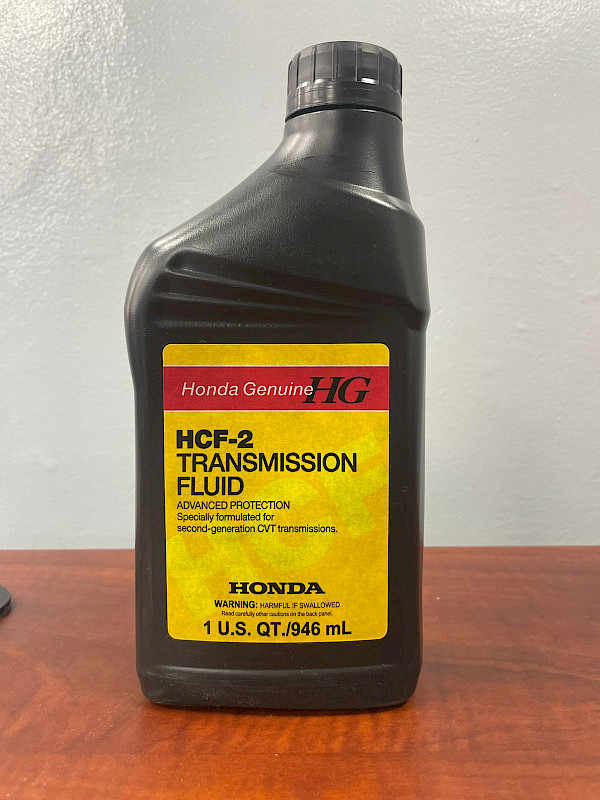 Honda Genuine HG
HCF-2
TRANSMISSION
FLUID
ADVANCED PROTECTION
Specially formulated for
second-generation CVT transmissions.
HCF
HONDA
WARNING: HARMFUL IF SWALLOWED
Read carefully other cautions on the back panel.
1 U.S. QT./946 mL